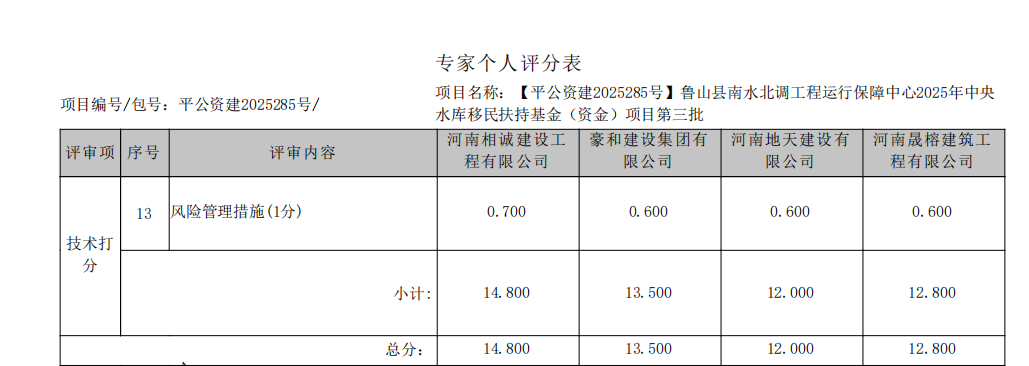 专家个人评分表
项目编号/包号：平公资建2025285号/
项目名称：【平公资建2025285号】鲁山县南水北调工程运行保障中心2025年中央
水库移民扶持基金（资金）项目第三批
评审项 序号 评审内容 河南相诚建设工程有限公司 豪和建设集团有限公司 河南地天建设有限公司 河南晟榕建筑工程有限公司
技术打分 13 风险管理措施(1分) 0.700 0.600 0.600 0.600
小计: 14.800 13.500 12.000 12.800
总分： 14.800 13.500 12.000 12.800